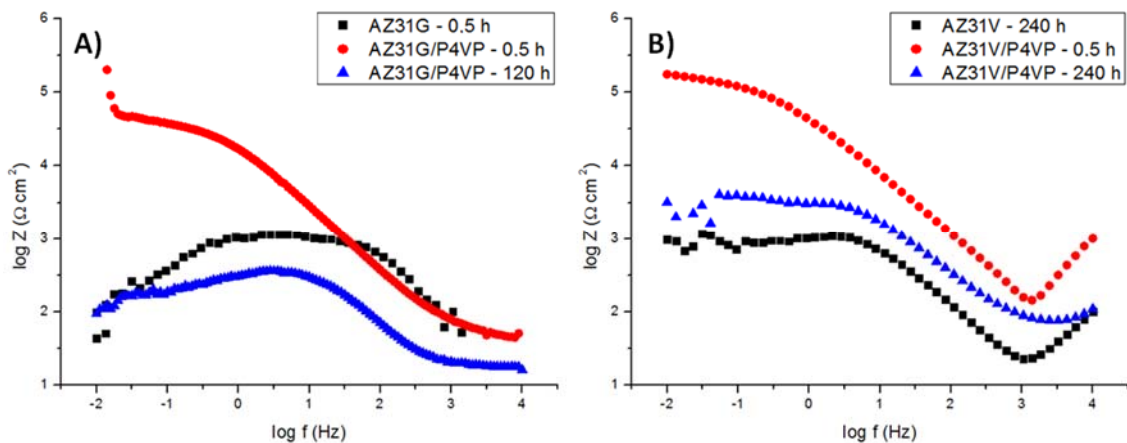 A)
AZ31G - 0.5 h
AZ31G/P4VP - 0.5 h
AZ31G/P4VP - 120 h
log Z (Ω cm²)
5
4
3
2
1
-2
-1
0
1
2
3
4
log f (Hz)
B)
AZ31V - 240 h
AZ31V/P4VP - 0.5 h
AZ31V/P4VP - 240 h
log Z (Ω cm²)
5
4
3
2
1
-2
-1
0
1
2
3
4
log f (Hz)